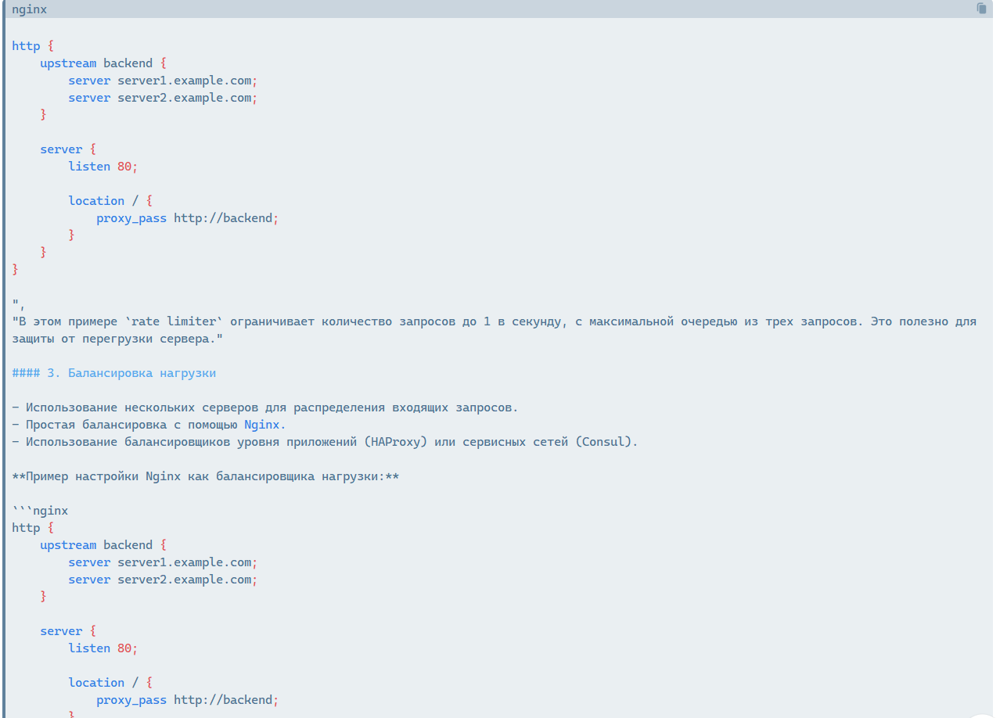 nginx
http {
    upstream backend {
        server server1.example.com;
        server server2.example.com;
    }
    server {
        listen 80;
        location / {
            proxy_pass http://backend;
        }
    }
}
",
"В этом примере `rate limiter` ограничивает количество запросов до 1 в секунду, с максимальной очередью из трех запросов. Это полезно для
защиты от перегрузки сервера."
#### 3. Балансировка нагрузки
- Использование нескольких серверов для распределения входящих запросов.
- Простая балансировка с помощью Nginx.
- Использование балансировщиков уровня приложений (HAProxy) или сервисных сетей (Consul).
**Пример настройки Nginx как балансировщика нагрузки:**
```nginx
http {
    upstream backend {
        server server1.example.com;
        server server2.example.com;
    }
    server {
        listen 80;
        location / {
            proxy_pass http://backend;
        }